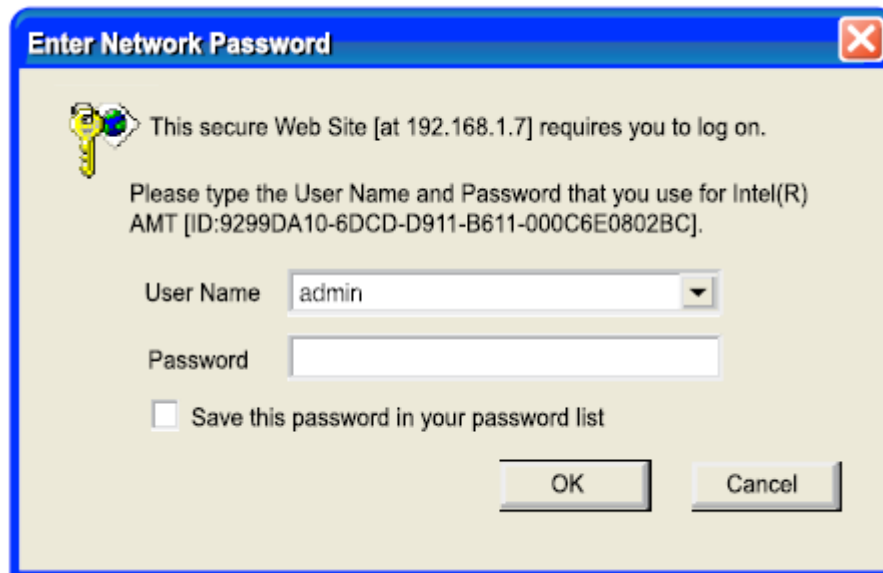 Enter Network Password
This secure Web Site [at 192.168.1.7] requires you to log on.
Please type the User Name and Password that you use for Intel(R)
AMT [ID:9299DA10-6DCD-D911-B611-000C6E0802BC].
User Name
admin
Password
Save this password in your password list
OK
Cancel